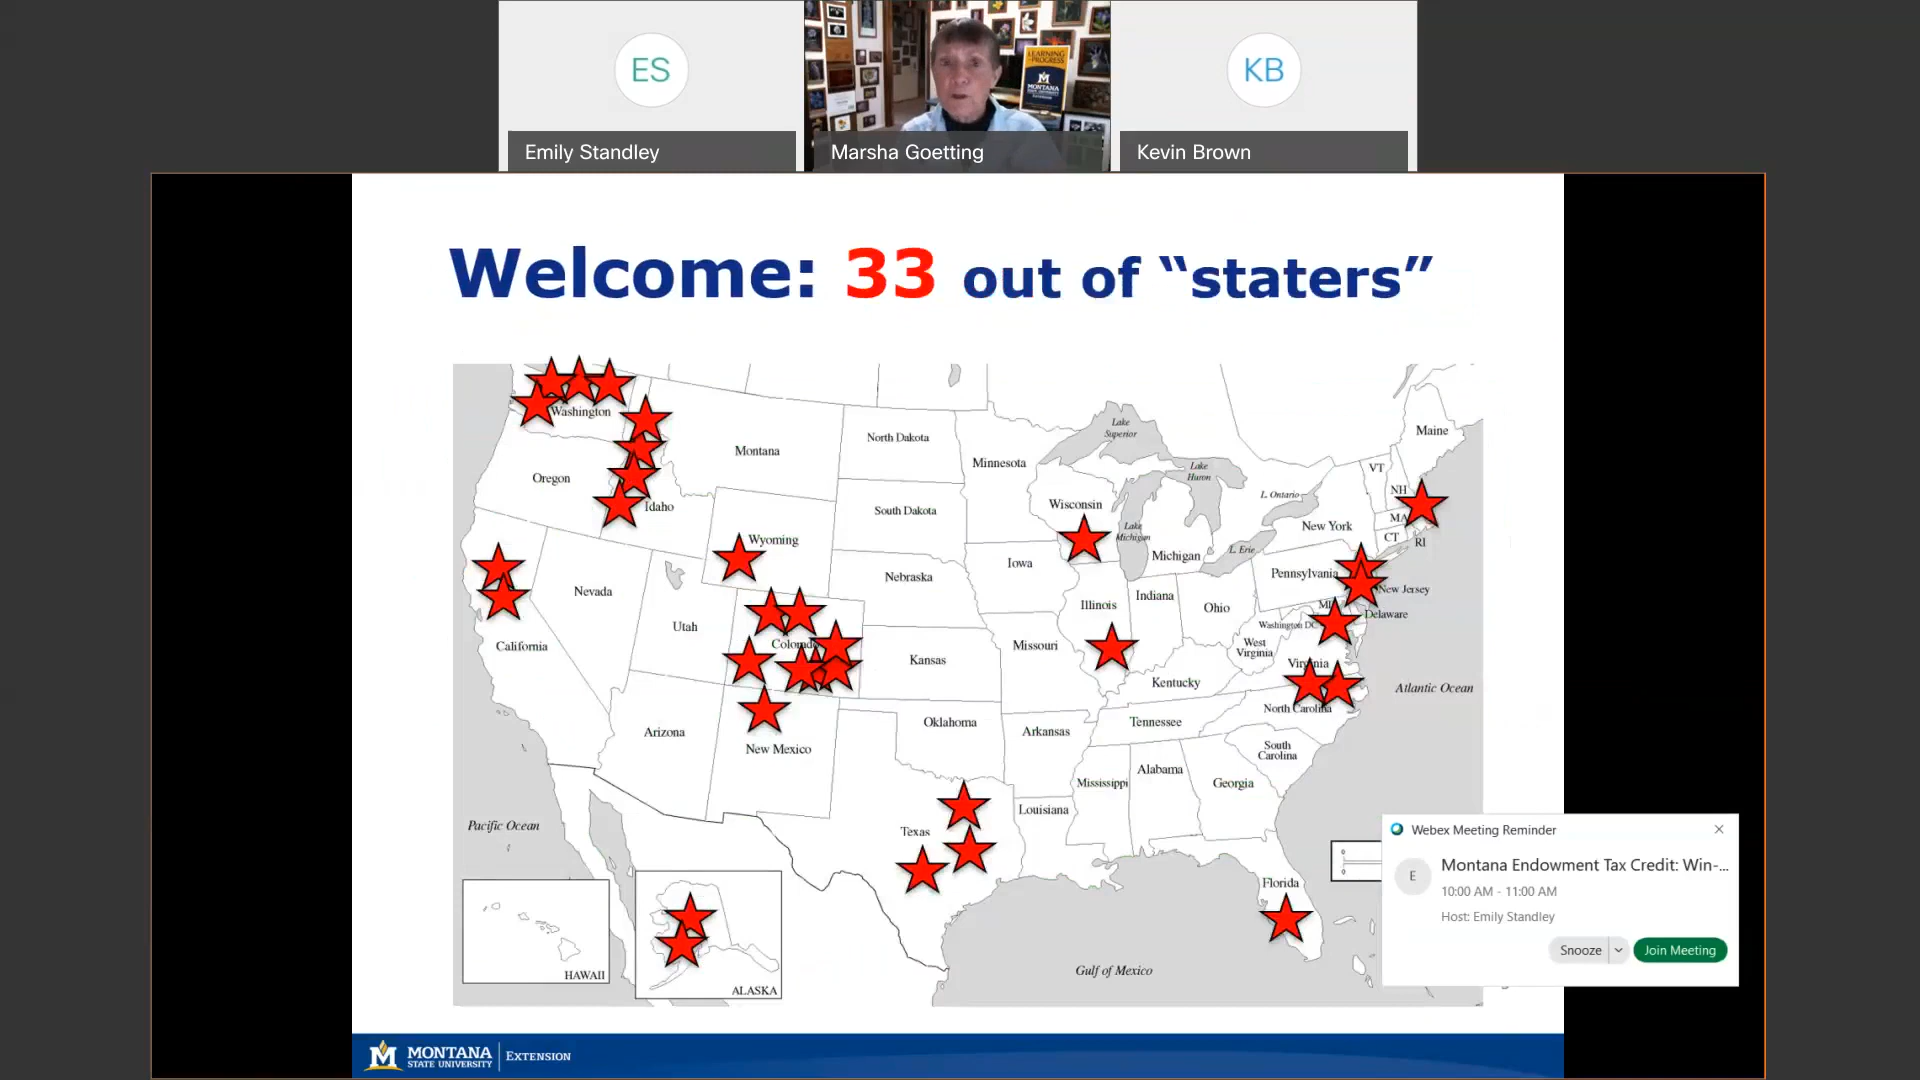 ES
KB
LEARNING
PROGRESS
M
MONTANA
STATE UNIVERSITY
Emily Standley
Marsha Goetting
Kevin Brown
Welcome: 33 out of “staters”
Washington
Oregon
Idaho
Montana
North Dakota
Minnesota
Lake
Superior
Lake
Huron
L. Ontario
Maine
VT
NH
MA
CT
RI
New York
Wisconsin
Lake
Michigan
Michigan
L. Erie
South Dakota
Wyoming
Iowa
Pennsylvania
New Jersey
Nevada
Nebraska
Illinois
Indiana
Ohio
Delaware
Washington DC
Utah
California
Missouri
West
Virginia
Virginia
Kansas
Kentucky
Atlantic Ocean
North Carolina
Arizona
New Mexico
Oklahoma
Arkansas
Tennessee
South
Carolina
Mississippi
Alabama
Georgia
Louisiana
Pacific Ocean
Texas
Florida
Gulf of Mexico
HAWAII
ALASKA
Webex Meeting Reminder
E
Montana Endowment Tax Credit: Win-...
10:00 AM - 11:00 AM
Host: Emily Standley
Snooze
Join Meeting
M MONTANA
STATE UNIVERSITY
EXTENSION